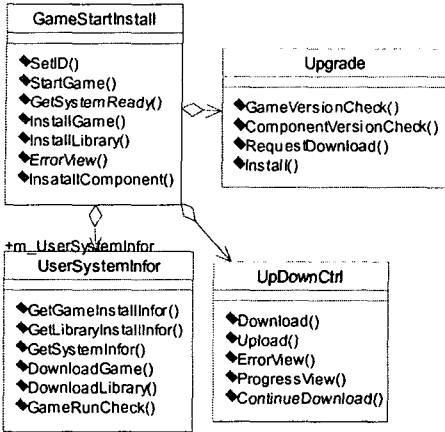 GameStartInstall
SetID()
StartGame()
GetSystemReady()
InstallGame()
InstallLibrary()
ErrorView()
InsatallComponent()
Upgrade
GameVersionCheck()
ComponentVersionCheck()
RequestDownload()
Install()
+m_UserSystemInfor
UserSystemInfor
GetGameInstallInfor()
GetLibraryInstallInfor()
GetSystemInfor()
DownloadGame()
DownloadLibrary()
GameRunCheck()
UpDownCtrl
Download()
Upload()
ErrorView()
ProgressView()
ContinueDownload()